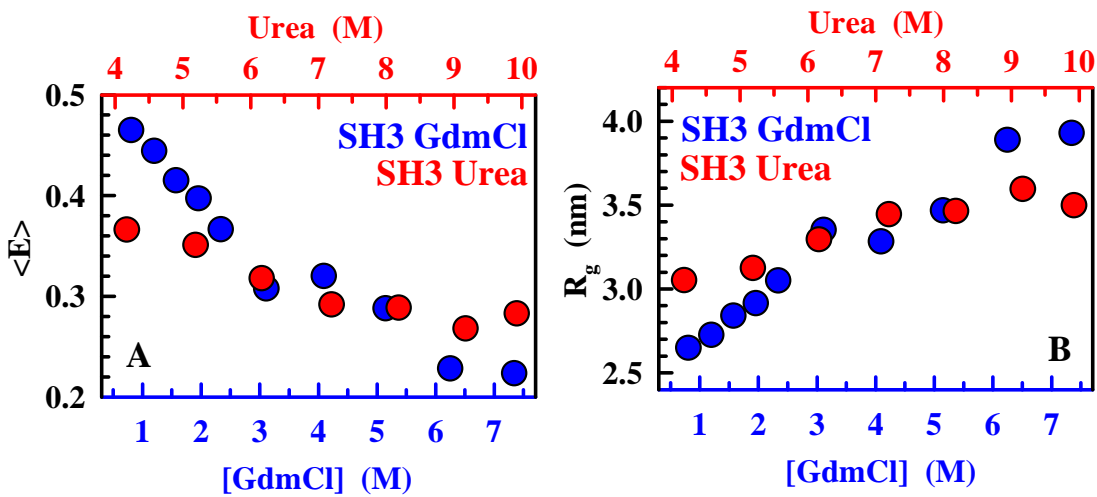 Urea (M)
4 5 6 7 8 9 10
0.5
0.4
0.3
0.2
<E>
SH3 GdmCl
SH3 Urea
A
1 2 3 4 5 6 7
[GdmCl] (M)
Urea (M)
4 5 6 7 8 9 10
4.0
3.5
3.0
2.5
Rg (nm)
SH3 GdmCl
SH3 Urea
B
1 2 3 4 5 6 7
[GdmCl] (M)